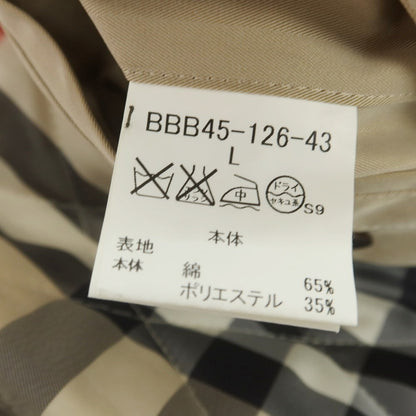 BBB45-126-43
L
中 ドライ
セキユ系
S9
本体
表地
本体 綿 65%
ポリエステル 35%